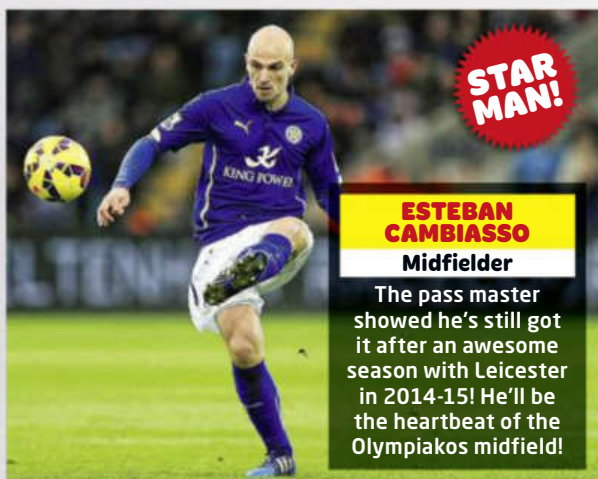 STAR
MAN!
KING POWER
ESTEBAN
CAMBIASSO
Midfielder
The pass master
showed he's still got
it after an awesome
season with Leicester
in 2014-15! He'll be
the heartbeat of the
Olympiakos midfield!